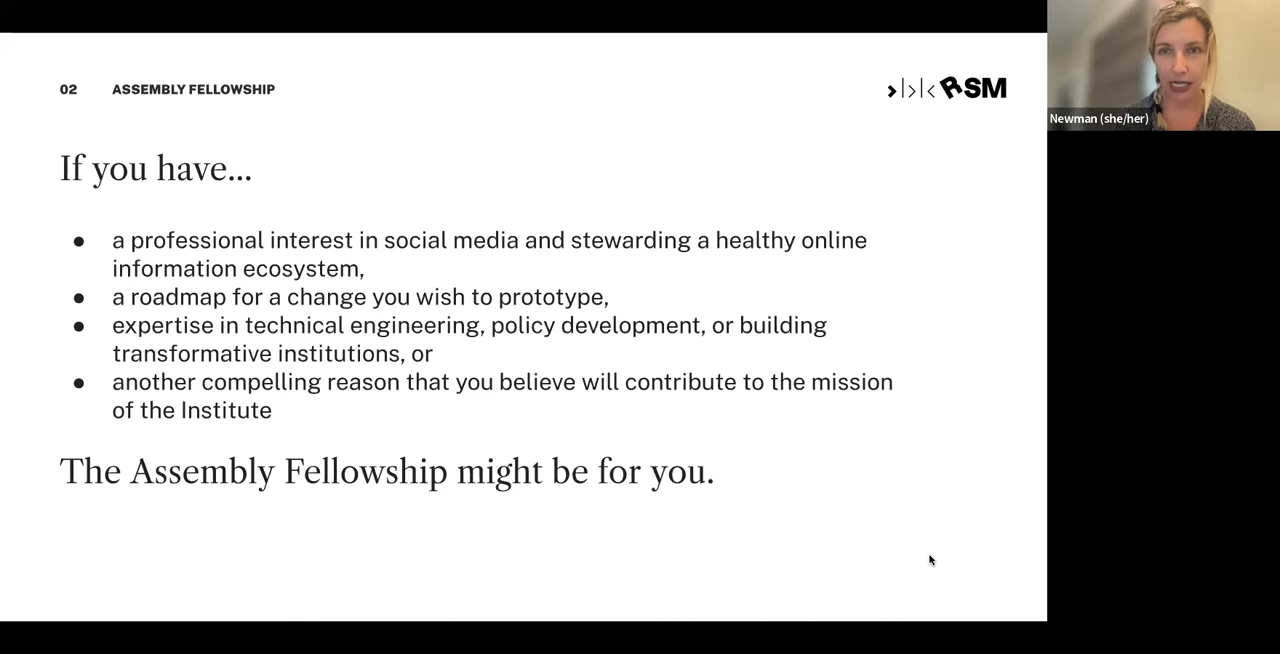 02 ASSEMBLY FELLOWSHIP
RSM
Newman (she/her)
If you have...
● a professional interest in social media and stewarding a healthy online
information ecosystem,
● a roadmap for a change you wish to prototype,
● expertise in technical engineering, policy development, or building
transformative institutions, or
● another compelling reason that you believe will contribute to the mission
of the Institute
The Assembly Fellowship might be for you.